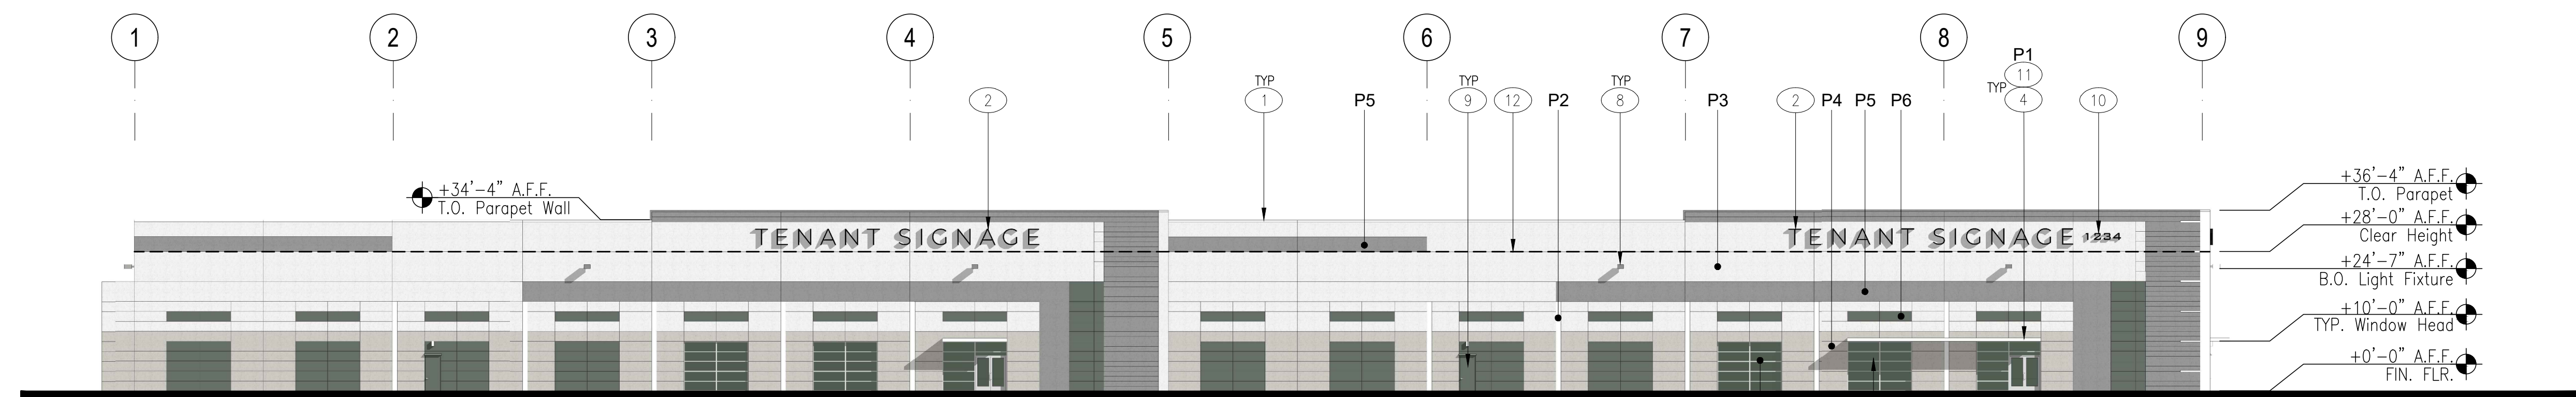 1 2 3 4 5 6 7 8 9
P1
TYP TYP TYP 11
TYP
2 1 P5 9 12 P2 8 P3 2 P4 P5 P6 4 10
+34'-4" A.F.F.
T.O. Parapet Wall
+36'-4" A.F.F.
T.O. Parapet
+28'-0" A.F.F.
Clear Height
+24'-7" A.F.F.
B.O. Light Fixture
+10'-0" A.F.F.
TYP. Window Head
+0'-0" A.F.F.
FIN. FLR.
TENANT SIGNAGE
TENANT SIGNAGE 1234